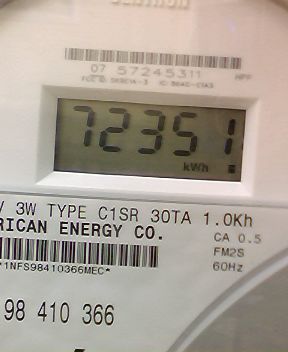 07 57245311
72351
kWh
V 3W TYPE C1SR 30TA 1.0Kh
RICAN ENERGY CO.
CA 0.5
FM2S
*1NFS98410366MEC*
60Hz
98 410 366